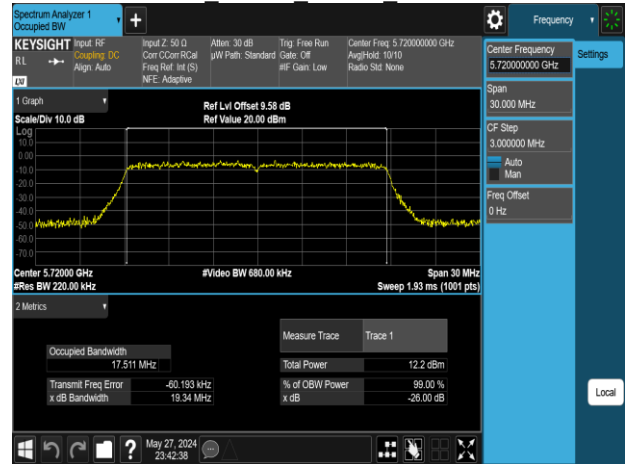 Spectrum Analyzer 1
Occupied BW
Frequency
KEYSIGHT
RL
LXI
Input: RF
Coupling: DC
Align: Auto
Input Z: 50 Ω
Corr CCorr RCal
Freq Ref: Int (S)
NFE: Adaptive
Atten: 30 dB
µW Path: Standard
Trig: Free Run
Gate: Off
#IF Gain: Low
Center Freq: 5.720000000 GHz
Avg|Hold: 10/10
Radio Std: None
Center Frequency
5.720000000 GHz
Settings
Span
30.000 MHz
CF Step
3.000000 MHz
Auto
Man
Freq Offset
0 Hz
Local
1 Graph
Scale/Div 10.0 dB
Ref Lvl Offset 9.58 dB
Ref Value 20.00 dBm
Log
10.0
0.00
-10.0
-20.0
-30.0
-40.0
-50.0
-60.0
-70.0
Center 5.72000 GHz
#Video BW 680.00 kHz
Span 30 MHz
#Res BW 220.00 kHz
Sweep 1.93 ms (1001 pts)
2 Metrics
Measure Trace Trace 1
Occupied Bandwidth
17.511 MHz
Total Power 12.2 dBm
Transmit Freq Error -60.193 kHz
% of OBW Power 99.00 %
x dB Bandwidth 19.34 MHz
x dB -26.00 dB
?
May 27, 2024
23:42:38